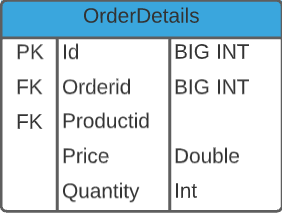 OrderDetails
PK Id BIG INT
FK Orderid BIG INT
FK Productid
Price Double
Quantity Int